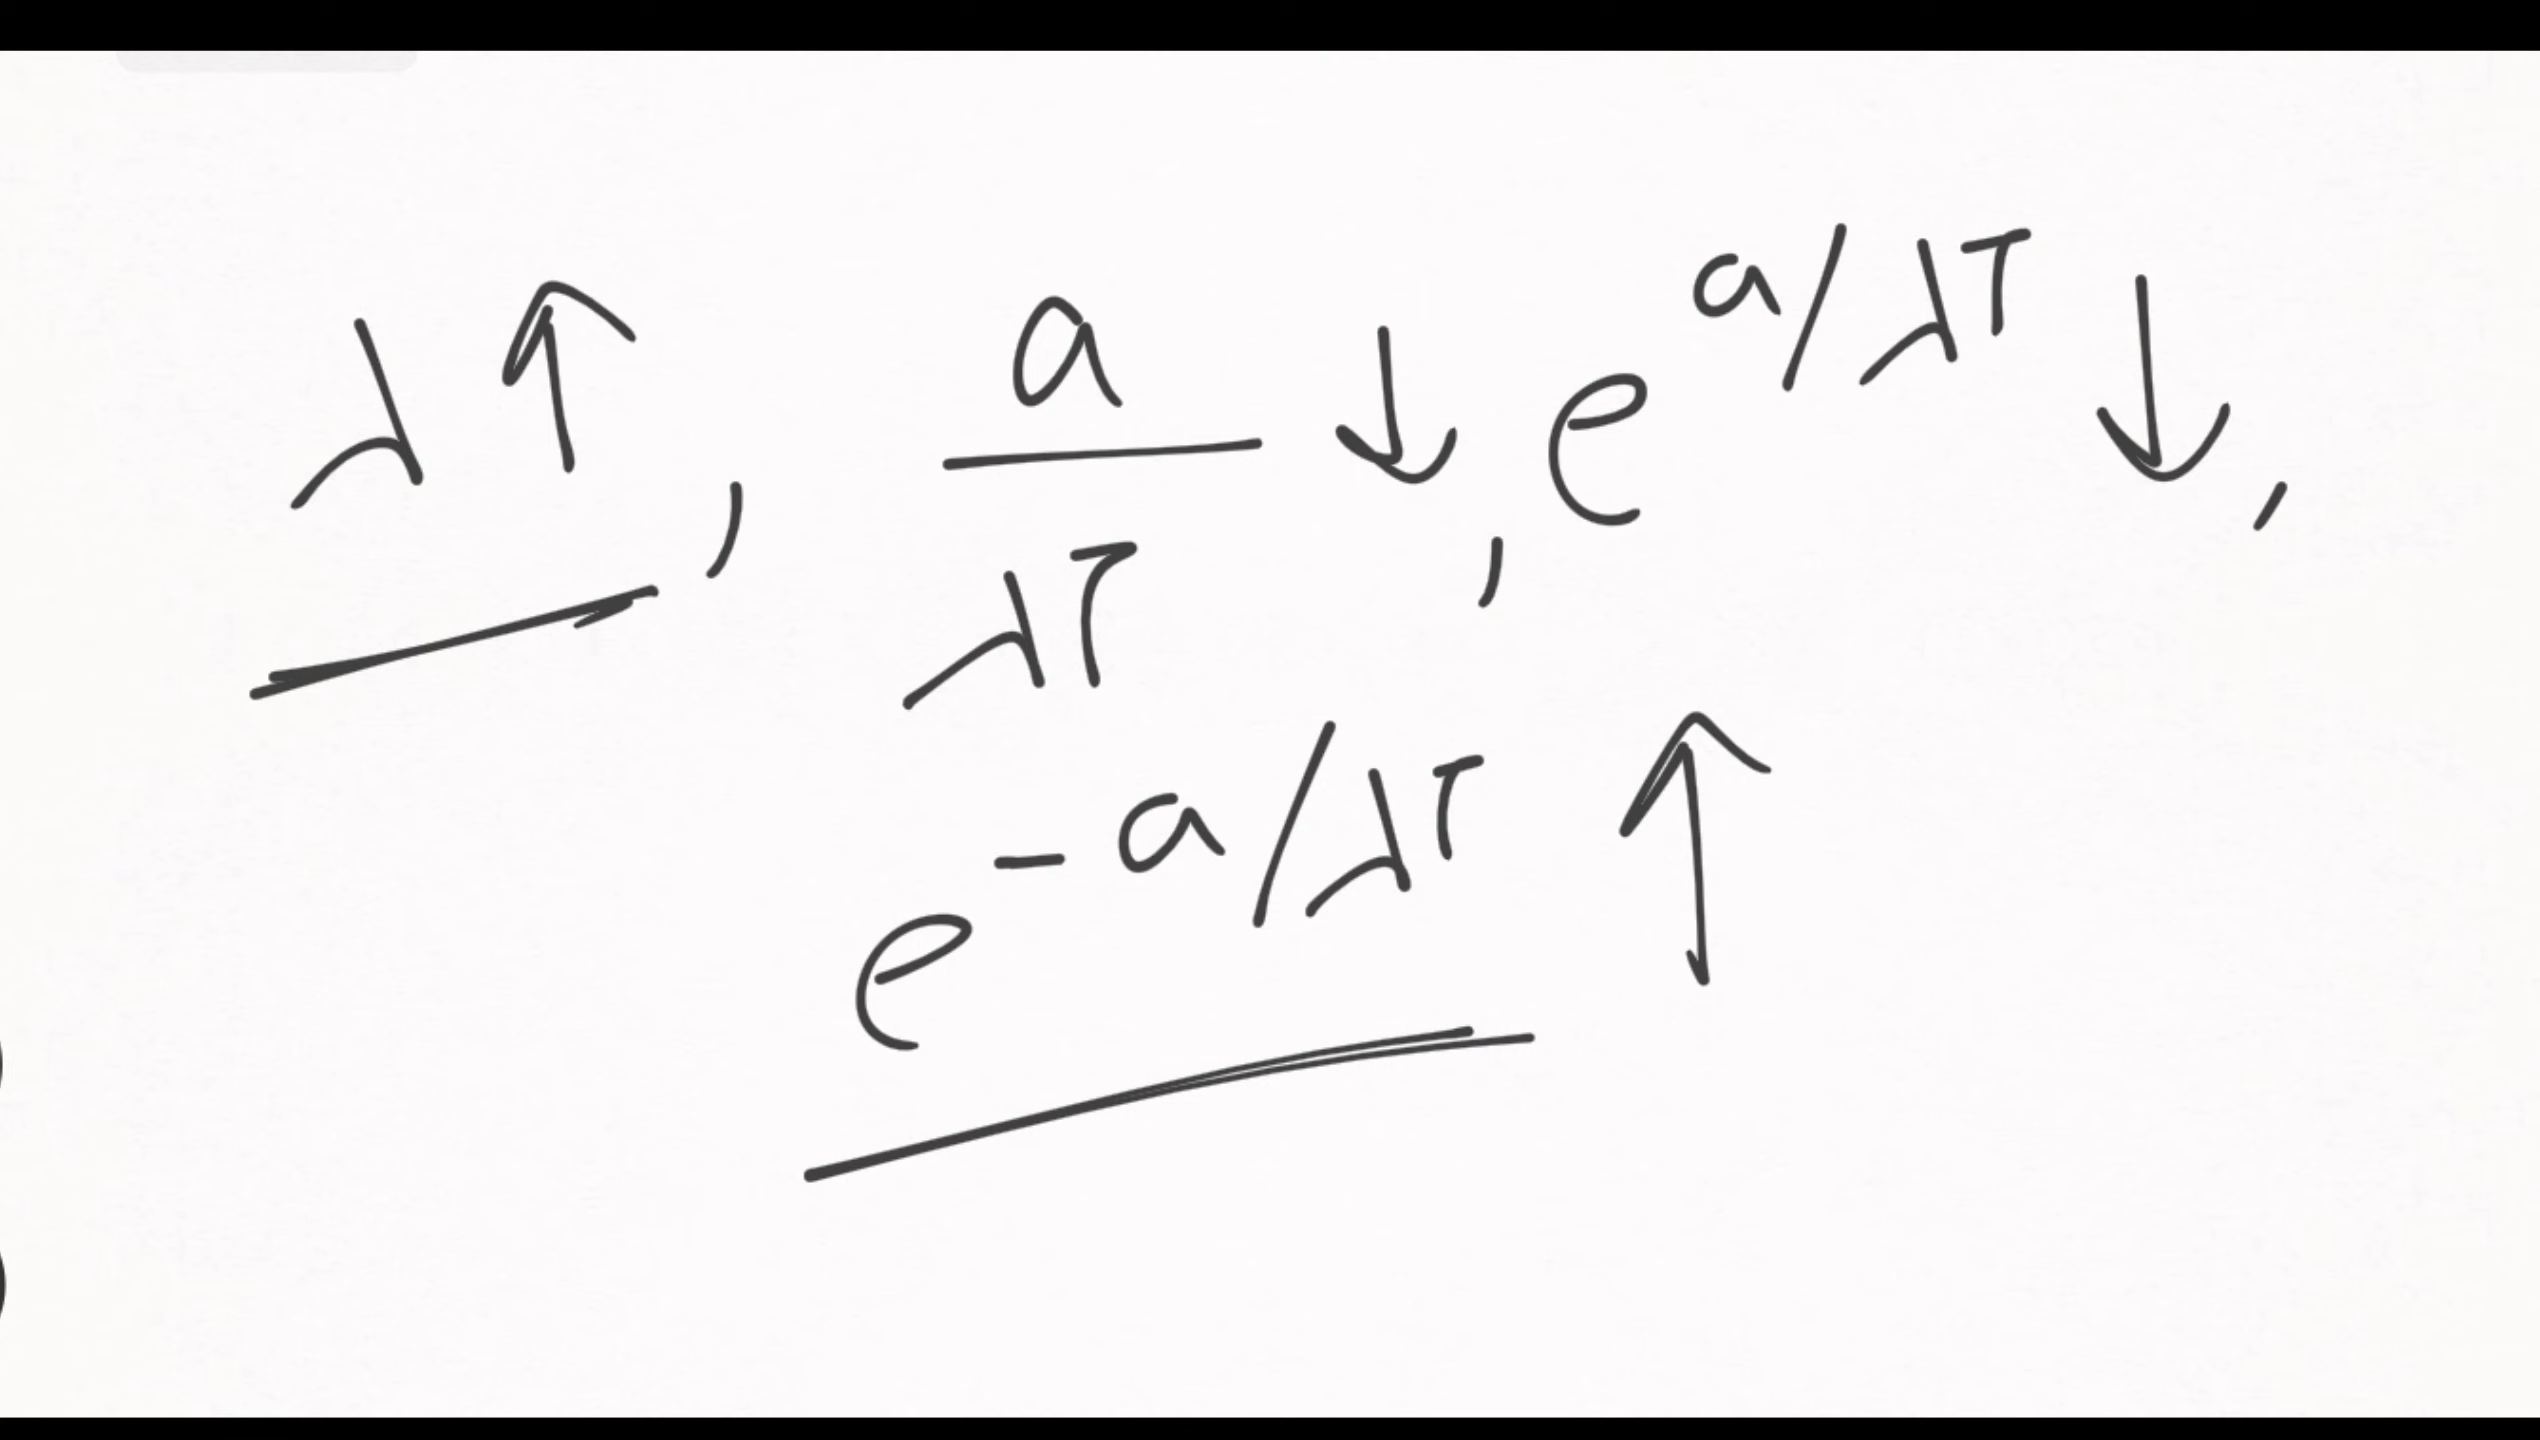 λ↑, a/λT ↓, e^{a/λT} ↓,
e^{-a/λT} ↑